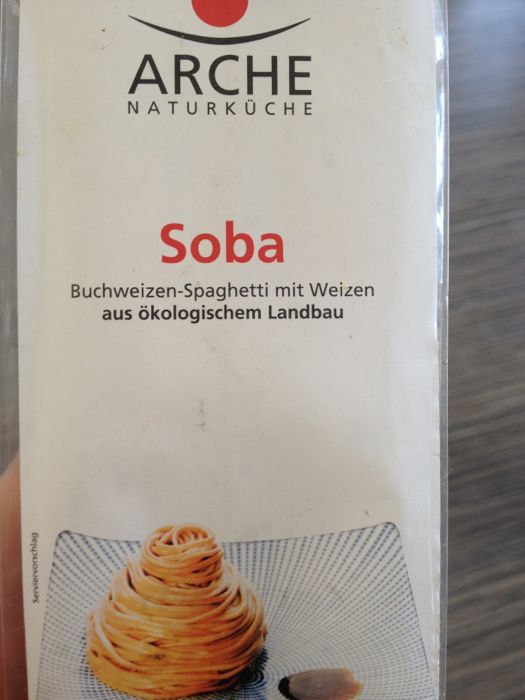 ARCHE
NATURKÜCHE
Soba
Buchweizen-Spaghetti mit Weizen
aus ökologischem Landbau
Serviervorschlag